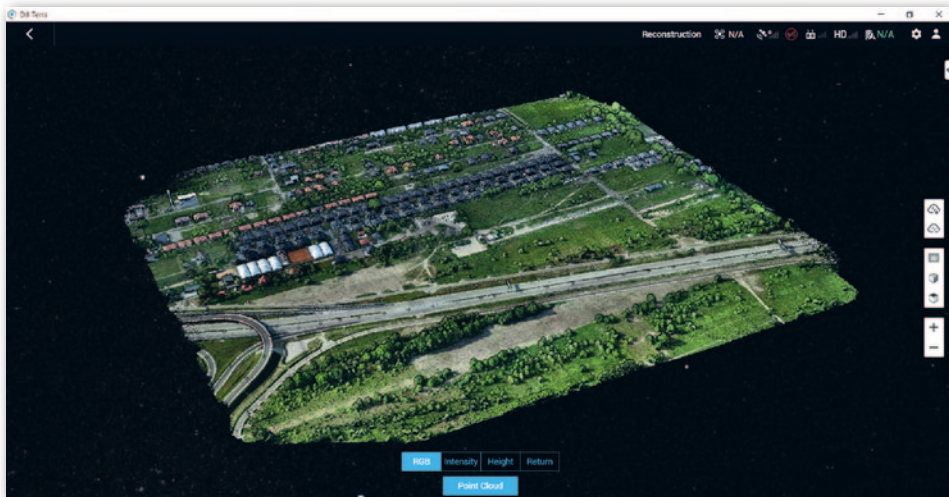 DJI Terra
Reconstruction N/A HD N/A
RGB Intensity Height Return
Point Cloud